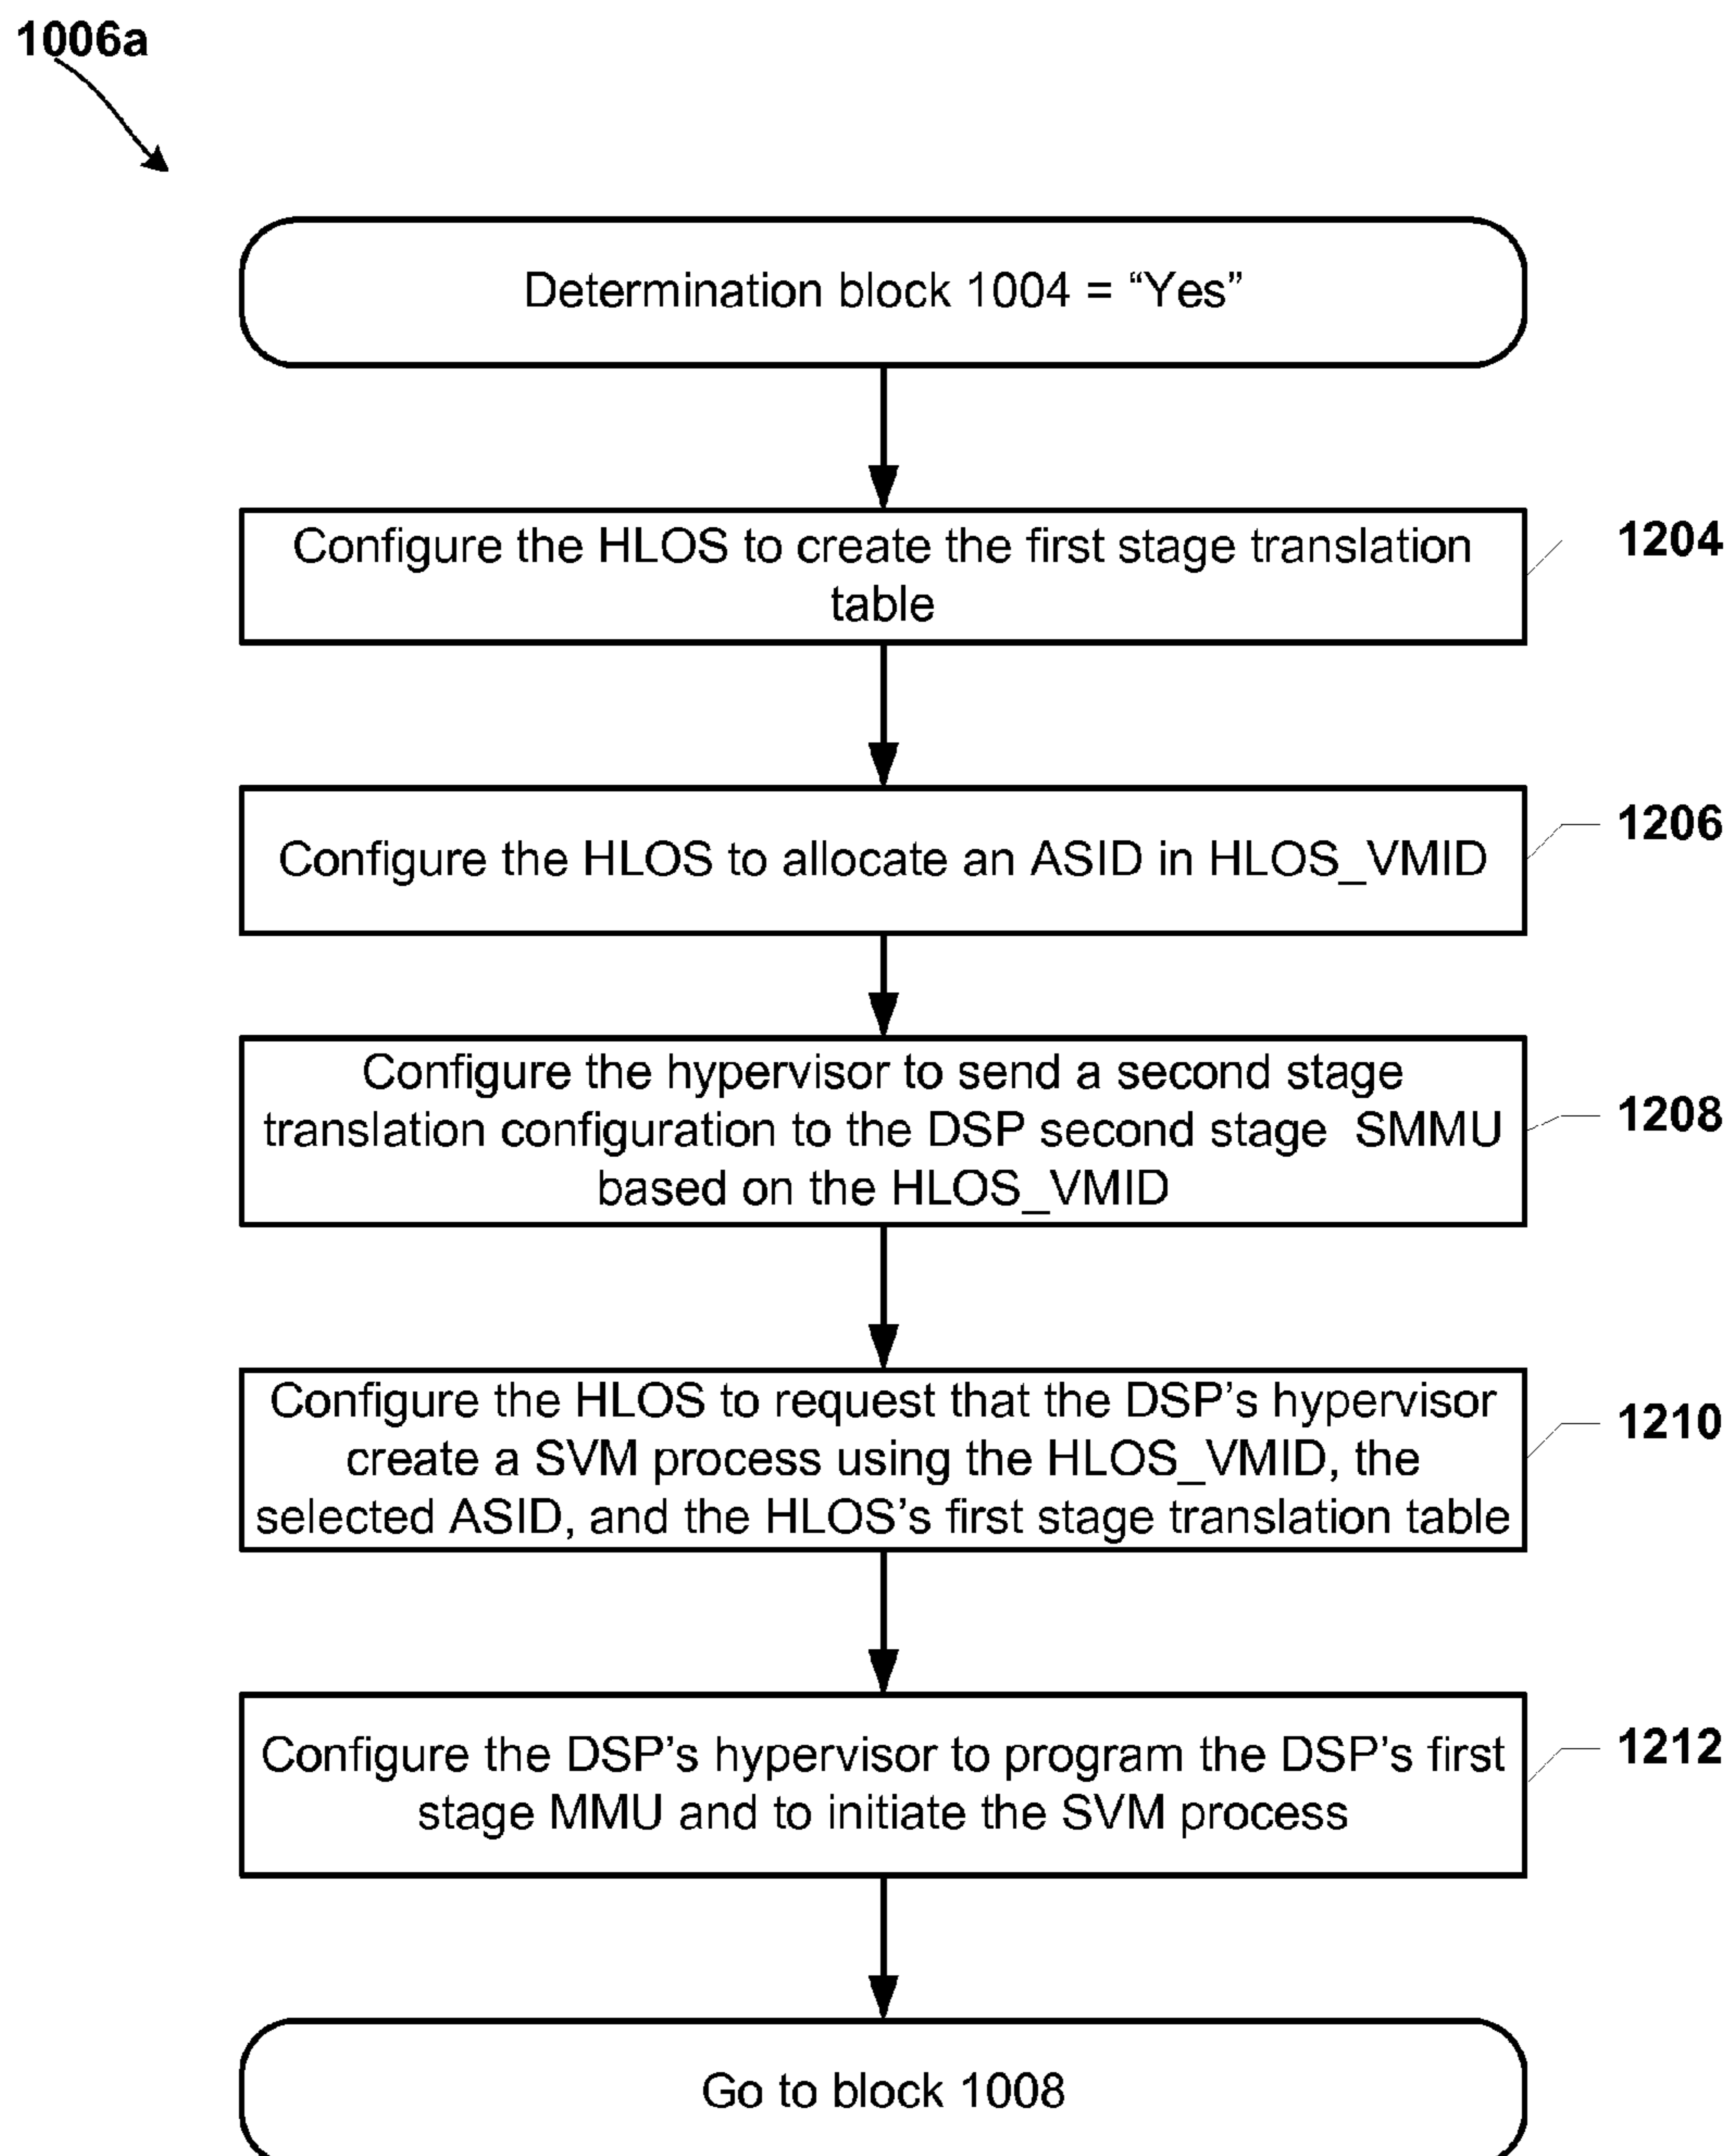 1006a
Determination block 1004 = “Yes”
Configure the HLOS to create the first stage translation
table
1204
Configure the HLOS to allocate an ASID in HLOS_VMID
1206
Configure the hypervisor to send a second stage
translation configuration to the DSP second stage SMMU
based on the HLOS_VMID
1208
Configure the HLOS to request that the DSP’s hypervisor
create a SVM process using the HLOS_VMID, the
selected ASID, and the HLOS’s first stage translation table
1210
Configure the DSP’s hypervisor to program the DSP’s first
stage MMU and to initiate the SVM process
1212
Go to block 1008